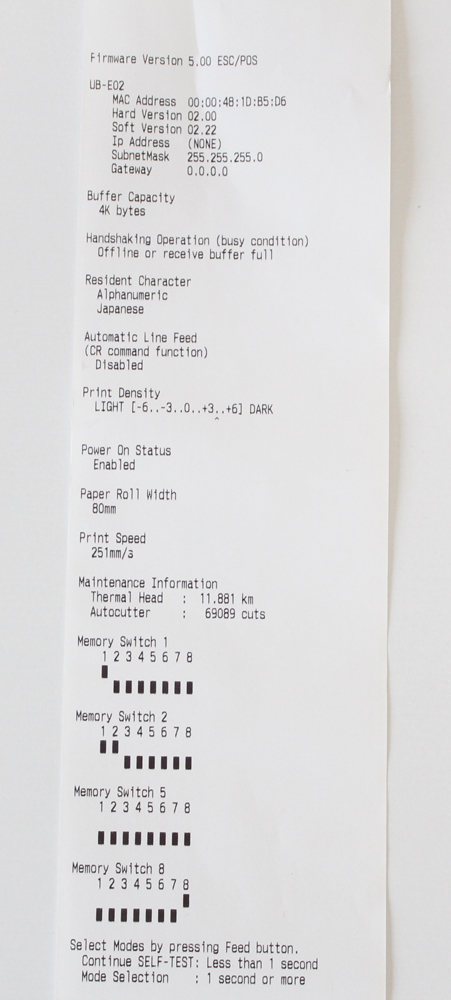 Firmware Version 5.00 ESC/POS
UB-E02
MAC Address 00:00:48:1D:B5:D6
Hard Version 02.00
Soft Version 02.22
Ip Address (NONE)
SubnetMask 255.255.255.0
Gateway 0.0.0.0
Buffer Capacity
4K bytes
Handshaking Operation (busy condition)
Offline or receive buffer full
Resident Character
Alphanumeric
Japanese
Automatic Line Feed
(CR command function)
Disabled
Print Density
LIGHT [-6..-3..0..+3..+6] DARK
^
Power On Status
Enabled
Paper Roll Width
80mm
Print Speed
251mm/s
Maintenance Information
Thermal Head : 11.881 km
Autocutter : 69089 cuts
Memory Switch 1
1 2 3 4 5 6 7 8
Memory Switch 2
1 2 3 4 5 6 7 8
Memory Switch 5
1 2 3 4 5 6 7 8
Memory Switch 8
1 2 3 4 5 6 7 8
Select Modes by pressing Feed button.
Continue SELF-TEST: Less than 1 second
Mode Selection : 1 second or more